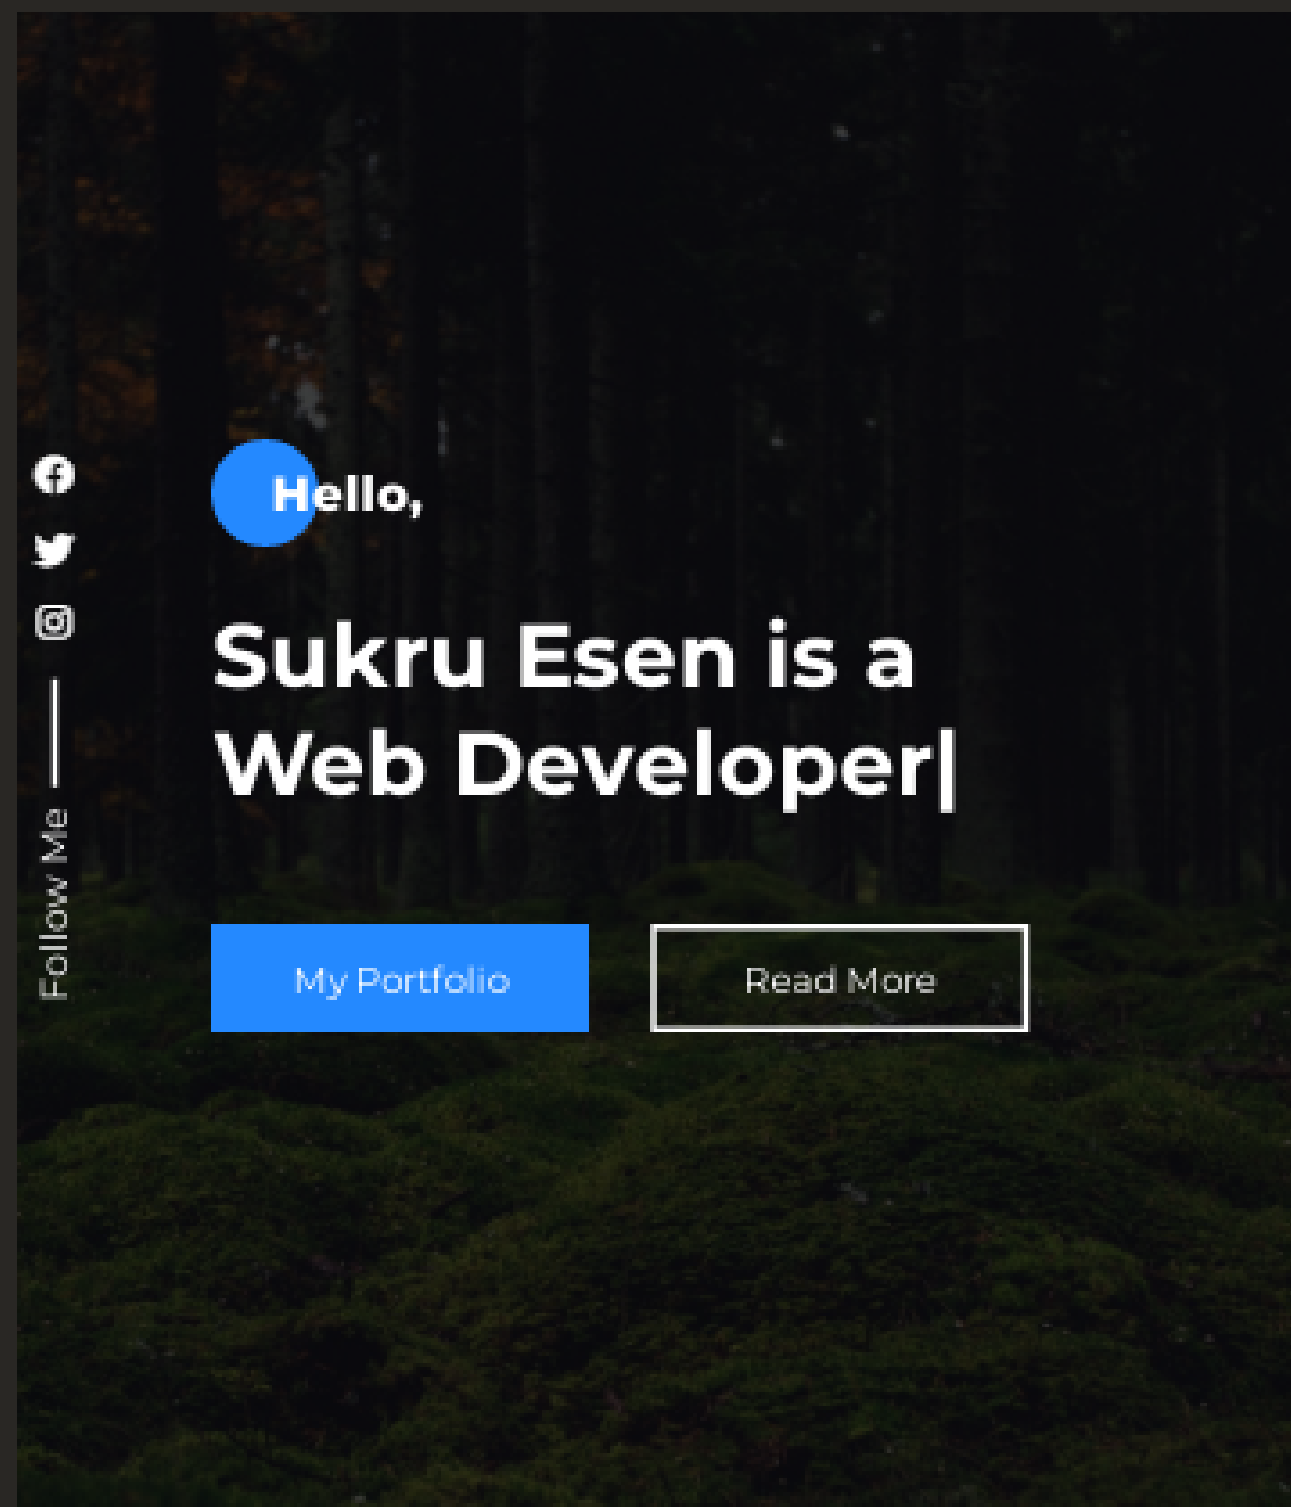 Hello,
Sukru Esen is a
Web Developer|
Follow Me
My Portfolio
Read More